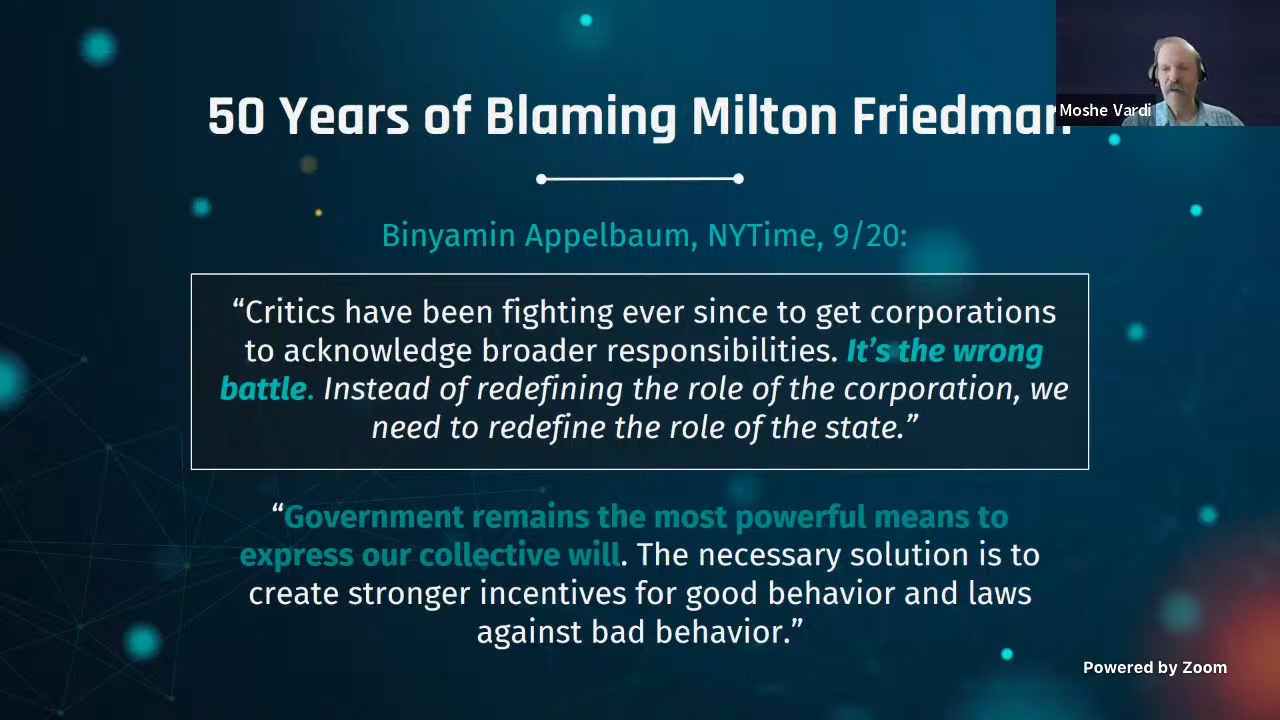 50 Years of Blaming Milton Friedman
Moshe Vardi
Binyamin Appelbaum, NYTime, 9/20:
“Critics have been fighting ever since to get corporations
to acknowledge broader responsibilities. It’s the wrong
battle. Instead of redefining the role of the corporation, we
need to redefine the role of the state.”
“Government remains the most powerful means to
express our collective will. The necessary solution is to
create stronger incentives for good behavior and laws
against bad behavior.”
Powered by Zoom